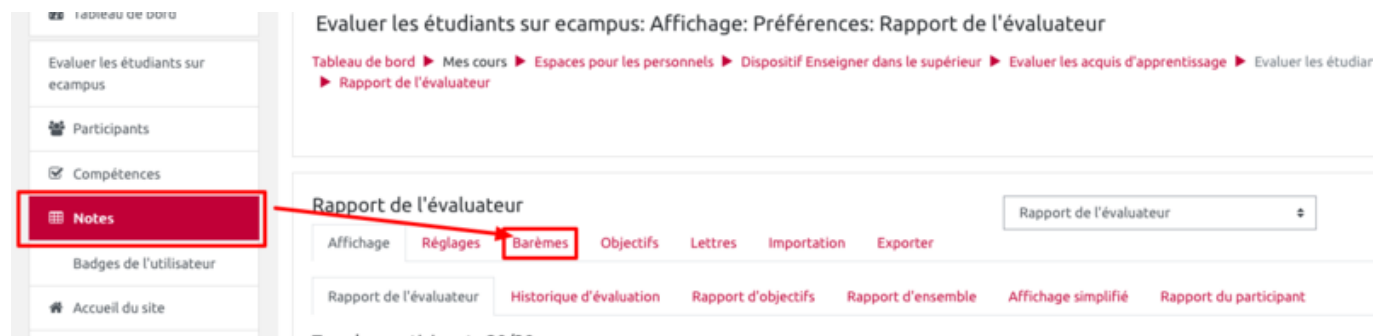 Tableau de bord
Evaluer les étudiants sur
ecampus
Participants
Compétences
Notes
Badges de l'utilisateur
Accueil du site
Evaluer les étudiants sur ecampus: Affichage: Préférences: Rapport de l'évaluateur
Tableau de bord ▶ Mes cours ▶ Espaces pour les personnels ▶ Dispositif Enseigner dans le supérieur ▶ Evaluer les acquis d'apprentissage ▶ Evaluer les étudian
▶ Rapport de l'évaluateur
Rapport de l'évaluateur
Rapport de l'évaluateur
Affichage Réglages Barèmes Objectifs Lettres Importation Exporter
Rapport de l'évaluateur Historique d'évaluation Rapport d'objectifs Rapport d'ensemble Affichage simplifié Rapport du participant